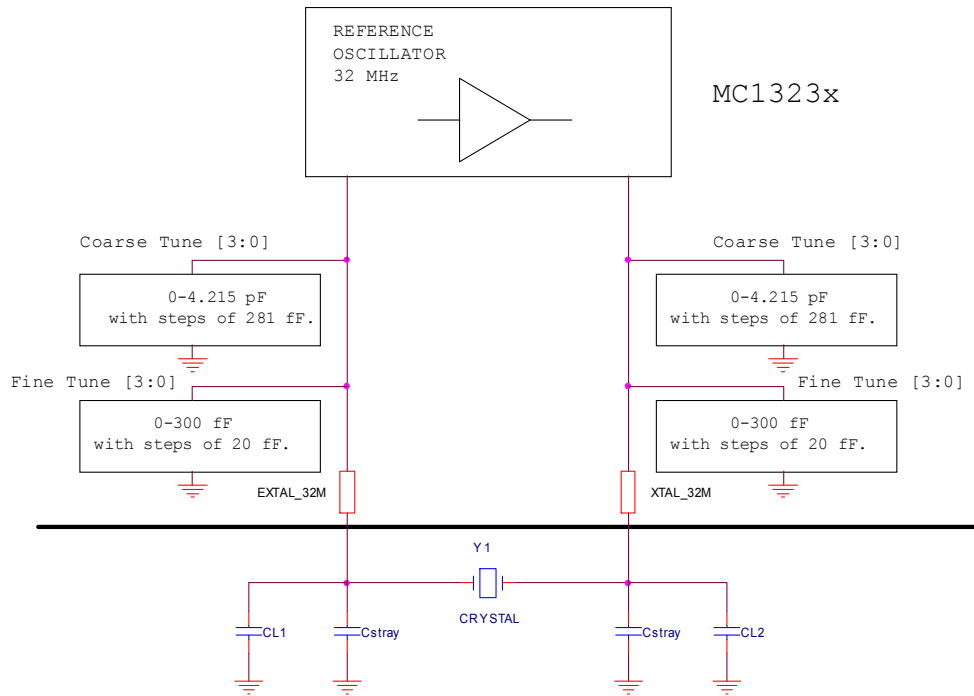 REFERENCE
OSCILLATOR
32 MHz
MC1323x
Coarse Tune [3:0]
Coarse Tune [3:0]
0-4.215 pF
with steps of 281 fF.
0-4.215 pF
with steps of 281 fF.
Fine Tune [3:0]
Fine Tune [3:0]
0-300 fF
with steps of 20 fF.
0-300 fF
with steps of 20 fF.
EXTAL_32M
XTAL_32M
Y1
CRYSTAL
CL1
Cstray
Cstray
CL2